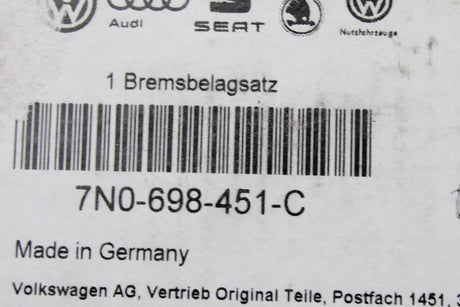 Audi SEAT Nutzfahrzeuge
1 Bremsbelagsatz
7N0-698-451-C
Made in Germany
Volkswagen AG, Vertrieb Original Teile, Postfach 1451,